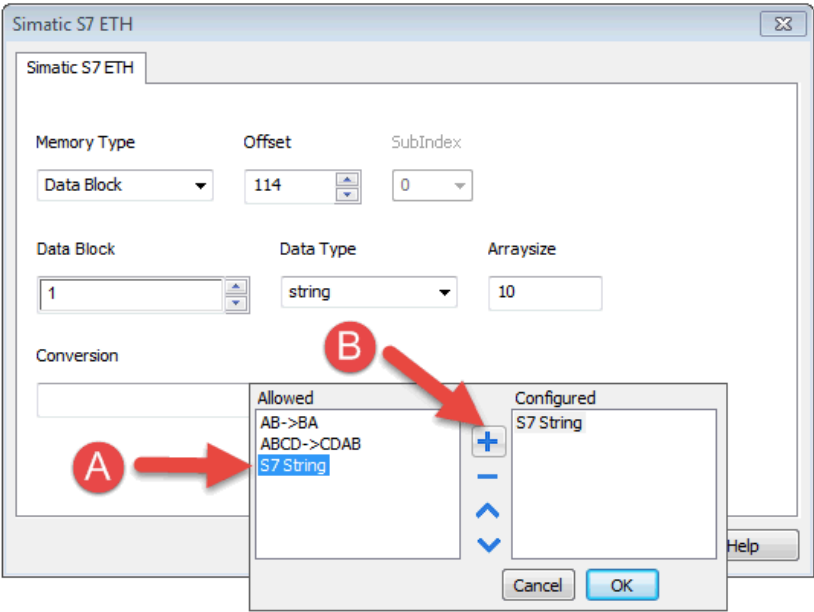 Simatic S7 ETH
Simatic S7 ETH
Memory Type Offset SubIndex
Data Block 114 0
Data Block Data Type Arraysize
1 string 10
Conversion
B
Allowed Configured
AB->BA S7 String
ABCD->CDAB
A S7 String
Help
Cancel OK